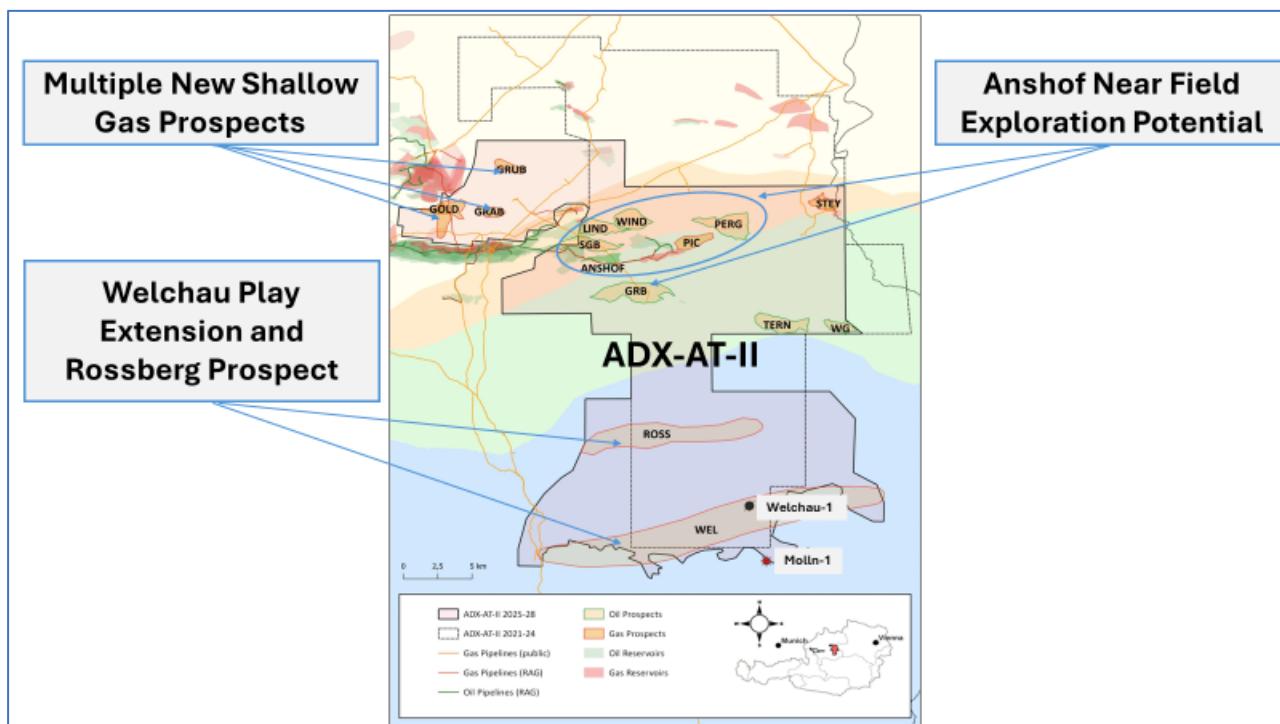 Multiple New Shallow
Gas Prospects
Anshof Near Field
Exploration Potential
Welchau Play
Extension and
Rossberg Prospect
GRUB
GOLD
GRAB
STEY
WIND
LIND
PERG
SGB
PIC
ANSHOF
GRB
TERN
WG
ADX-AT-II
ROSS
Welchau-1
WEL
Molln-1
0 2,5 5 km
ADX-AT-II 2025-28
ADX-AT-II 2021-24
Gas Pipelines (public)
Gas Pipelines (RAG)
Oil Pipelines (RAG)
Oil Prospects
Gas Prospects
Oil Reservoirs
Gas Reservoirs
Munich
Vienna